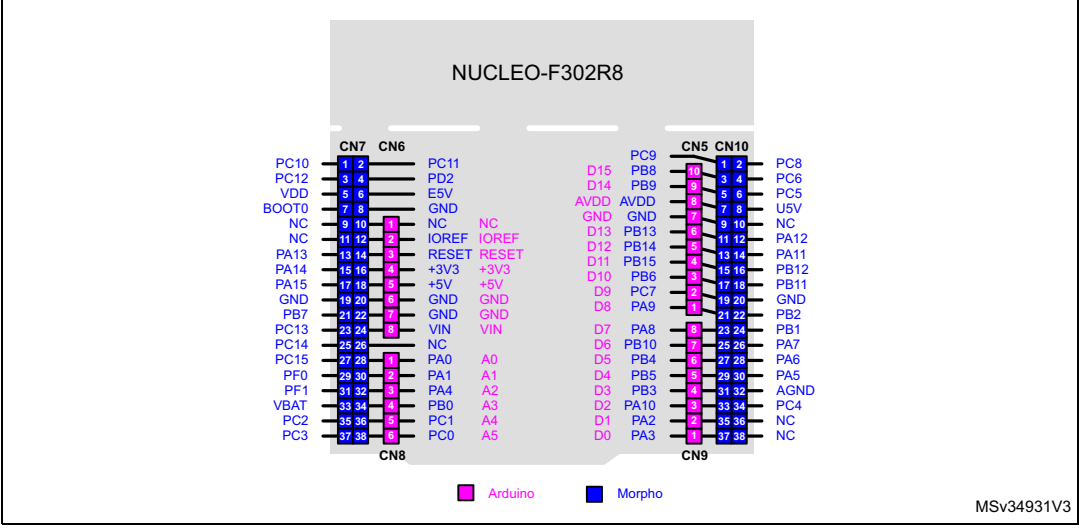 NUCLEO-F302R8
CN7 CN6 CN5 CN10
PC9
PC10 1 2 PC11 1 2 PC8
PC12 3 4 PD2 D15 PB8 10 3 4 PC6
VDD 5 6 E5V D14 PB9 9 5 6 PC5
BOOT0 7 8 GND AVDD AVDD 8 7 8 U5V
NC 9 10 1 NC NC GND GND 7 9 10 NC
NC 11 12 2 IOREF IOREF D13 PB13 6 11 12 PA12
PA13 13 14 3 RESET RESET D12 PB14 5 13 14 PA11
PA14 15 16 4 +3V3 +3V3 D11 PB15 4 15 16 PB12
PA15 17 18 5 +5V +5V D10 PB6 3 17 18 PB11
GND 19 20 6 GND GND D9 PC7 2 19 20 GND
PB7 21 22 7 GND GND D8 PA9 1 21 22 PB2
PC13 23 24 8 VIN VIN D7 PA8 8 23 24 PB1
PC14 25 26 NC D6 PB10 7 25 26 PA7
PC15 27 28 1 PA0 A0 D5 PB4 6 27 28 PA6
PF0 29 30 2 PA1 A1 D4 PB5 5 29 30 PA5
PF1 31 32 3 PA4 A2 D3 PB3 4 31 32 AGND
VBAT 33 34 4 PB0 A3 D2 PA10 3 33 34 PC4
PC2 35 36 5 PC1 A4 D1 PA2 2 35 36 NC
PC3 37 38 6 PC0 A5 D0 PA3 1 37 38 NC
CN8 CN9
Arduino Morpho
MSv34931V3